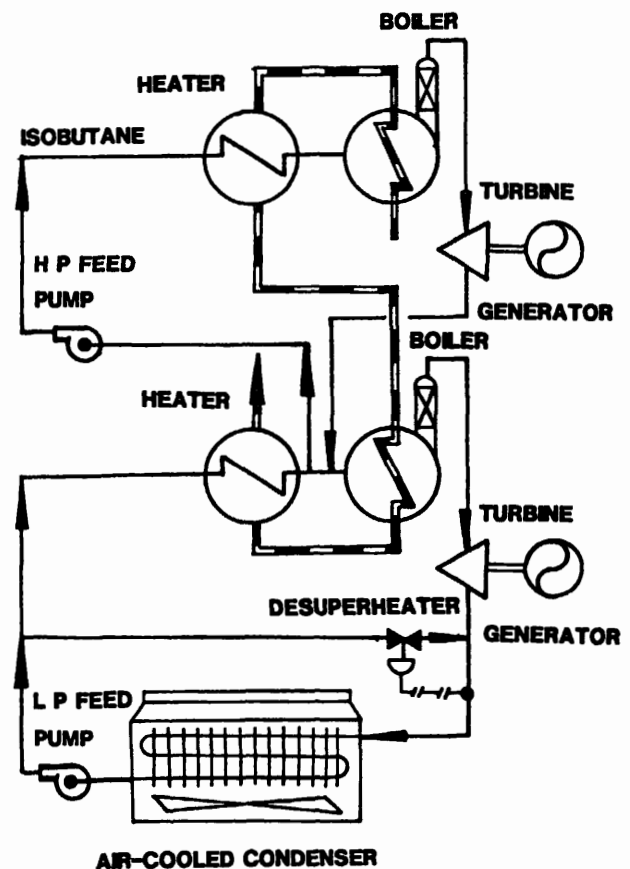 BOILER
HEATER
ISOBUTANE
TURBINE
H P FEED
PUMP
GENERATOR
BOILER
HEATER
TURBINE
DESUPERHEATER
GENERATOR
L P FEED
PUMP
AIR-COOLED CONDENSER